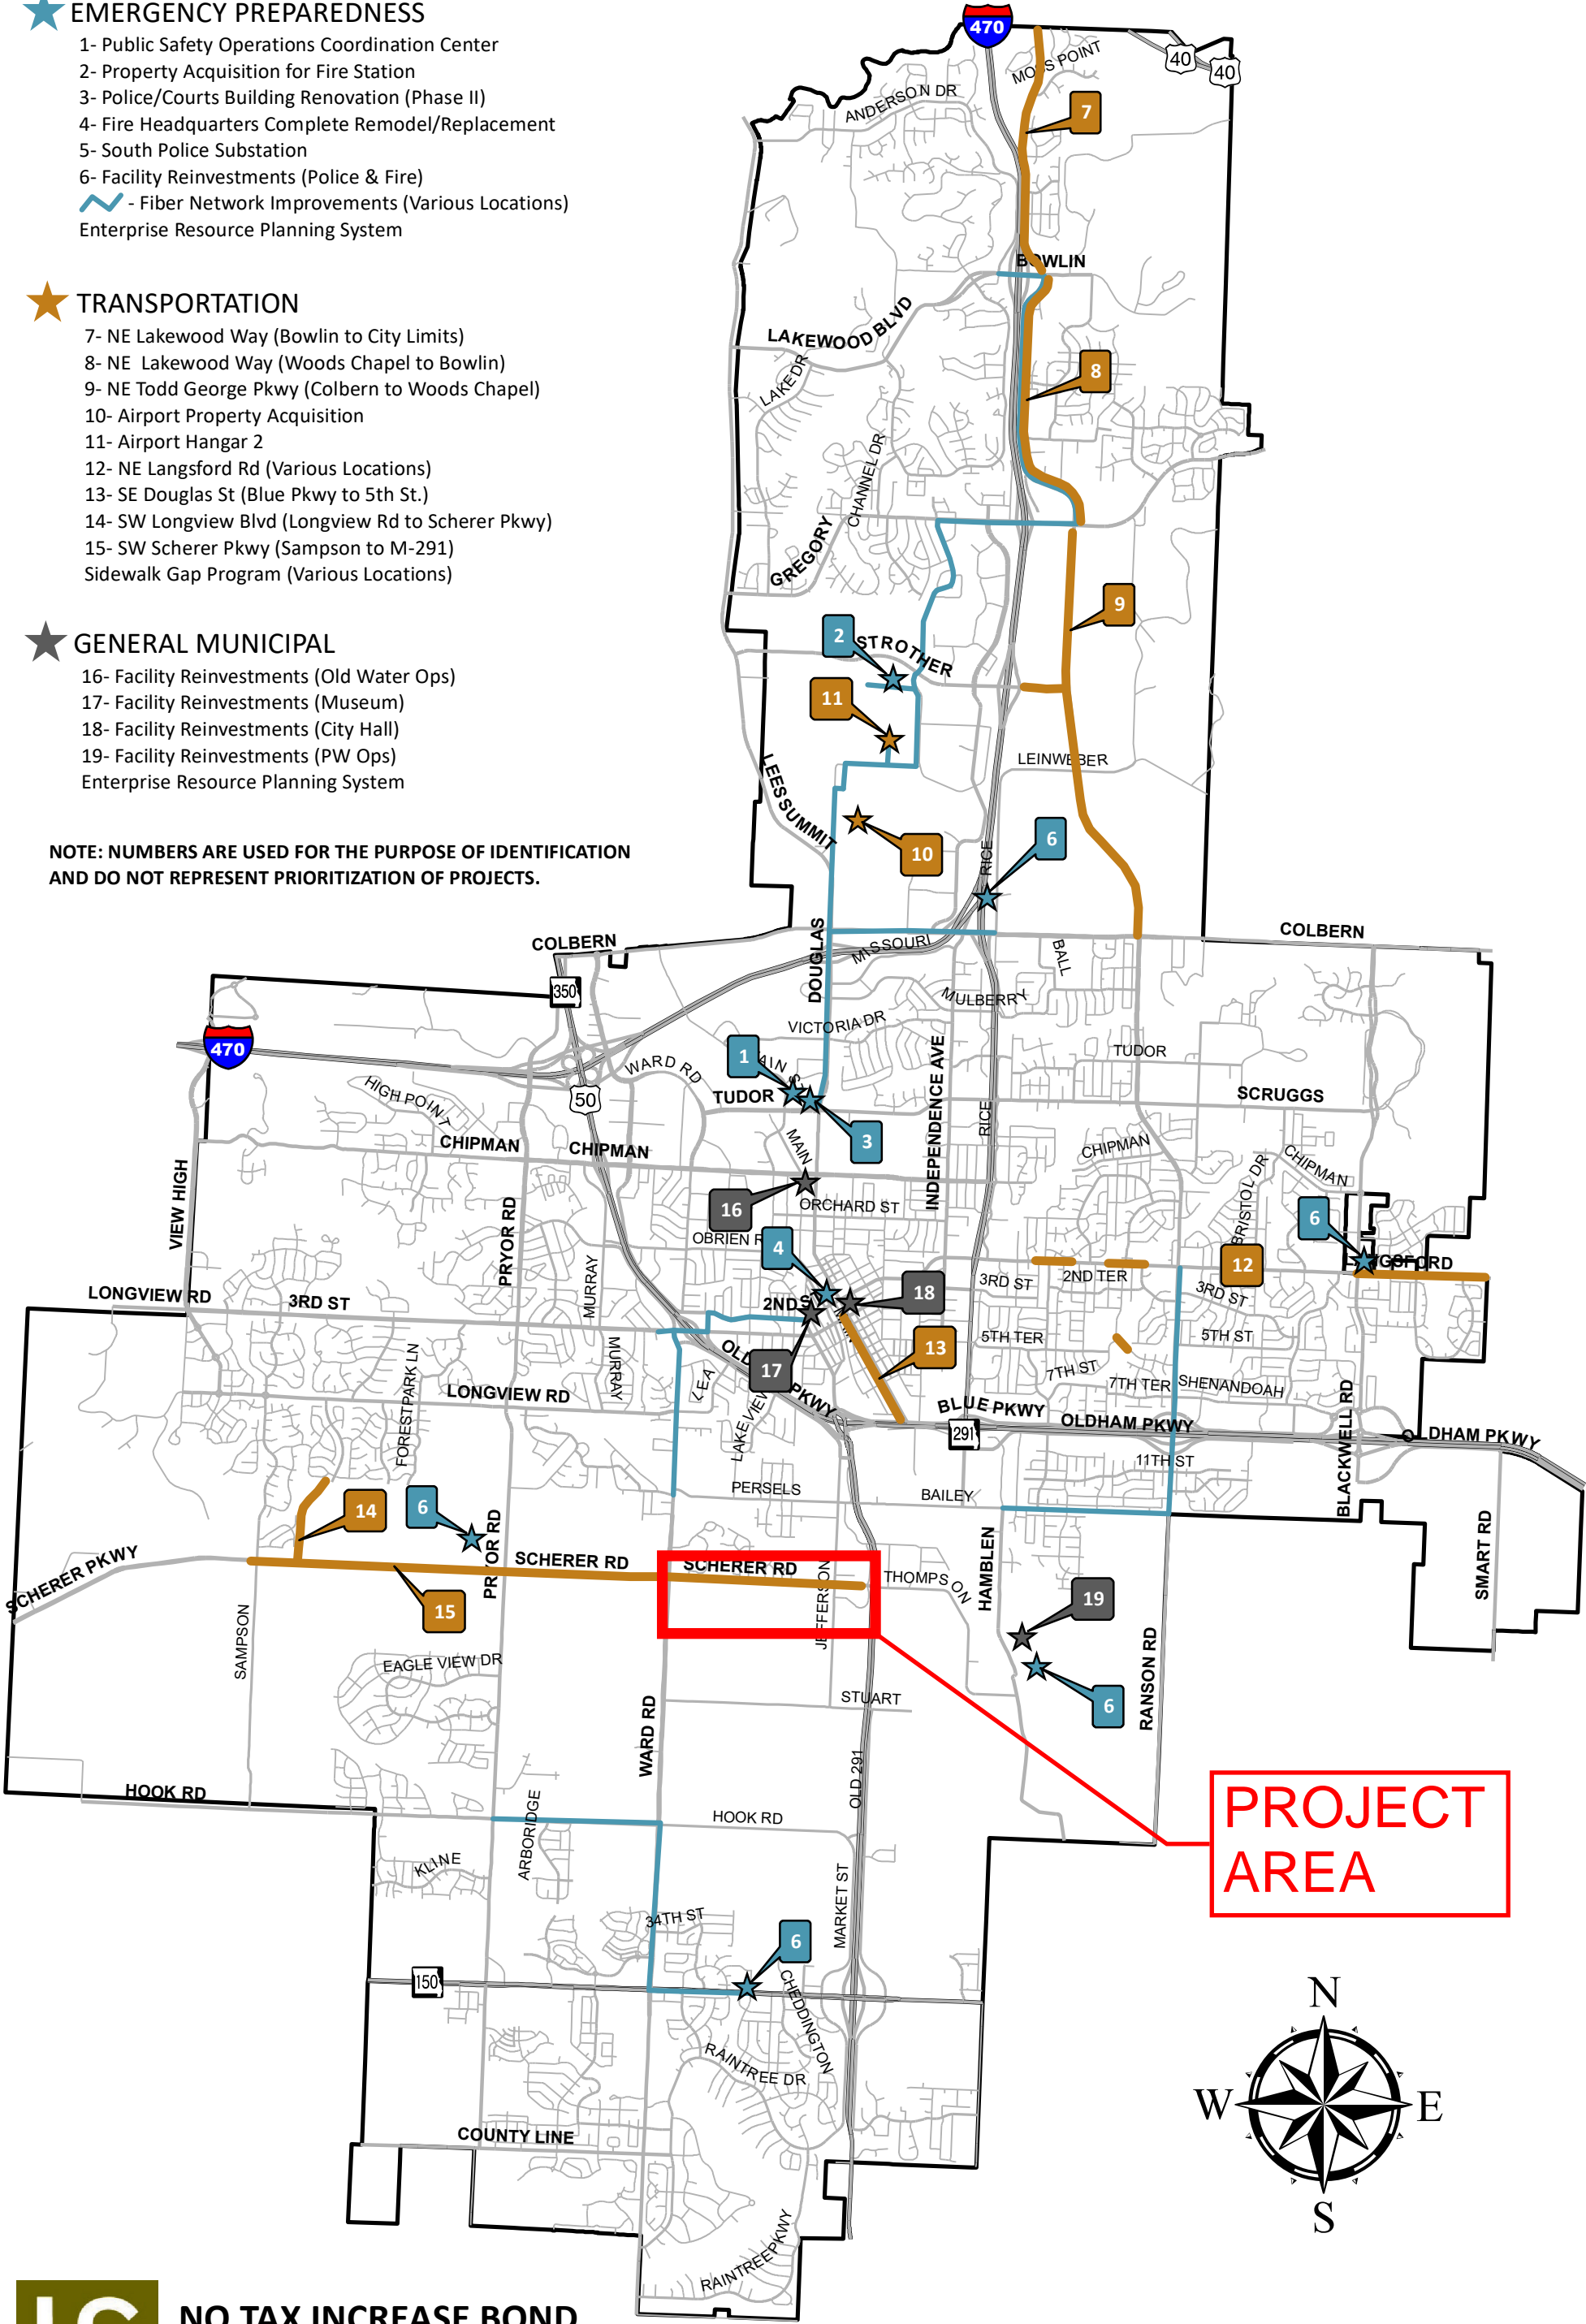 EMERGENCY PREPAREDNESS
1- Public Safety Operations Coordination Center
2- Property Acquisition for Fire Station
3- Police/Courts Building Renovation (Phase II)
4- Fire Headquarters Complete Remodel/Replacement
5- South Police Substation
6- Facility Reinvestments (Police & Fire)
- Fiber Network Improvements (Various Locations)
Enterprise Resource Planning System
TRANSPORTATION
7- NE Lakewood Way (Bowlin to City Limits)
8- NE  Lakewood Way (Woods Chapel to Bowlin)
9- NE Todd George Pkwy (Colbern to Woods Chapel)
10- Airport Property Acquisition
11- Airport Hangar 2
12- NE Langsford Rd (Various Locations)
13- SE Douglas St (Blue Pkwy to 5th St.)
14- SW Longview Blvd (Longview Rd to Scherer Pkwy)
15- SW Scherer Pkwy (Sampson to M-291)
Sidewalk Gap Program (Various Locations)
GENERAL MUNICIPAL
16- Facility Reinvestments (Old Water Ops)
17- Facility Reinvestments (Museum)
18- Facility Reinvestments (City Hall)
19- Facility Reinvestments (PW Ops)
Enterprise Resource Planning System
NOTE: NUMBERS ARE USED FOR THE PURPOSE OF IDENTIFICATION
AND DO NOT REPRESENT PRIORITIZATION OF PROJECTS.
470
40
40
MOSS POINT
ANDERSON DR
7
BOWLIN
LAKEWOOD BLVD
LAKE DR
8
CHANNEL DR
GREGORY
9
2
STROTHER
11
LEINWEBER
LEES SUMMIT
10
6
RICE
COLBERN
DOUGLAS
MISSOURI
BALL
COLBERN
350
MULBERRY
VICTORIA DR
470
1
WARD RD
TUDOR
TUDOR
INDEPENDENCE AVE
SCRUGGS
50
HIGH POINT
RICE
3
MAIN
CHIPMAN
CHIPMAN
CHIPMAN
CHIPMAN
BRISTOL DR
VIEW HIGH
PRYOR RD
16
ORCHARD ST
6
4
12
MURRAY
LONGVIEW RD
3RD ST
18
3RD ST
2ND TER
3RD ST
MURRAY
5TH TER
5TH ST
13
17
FOREST PARK LN
LONGVIEW RD
LEA
PKWY
7TH ST
7TH TER
SHENANDOAH
BLUE PKWY
OLDHAM PKWY
291
BLACKWELL RD
OLDHAM PKWY
11TH ST
PERSELS
BAILEY
14
6
PRYOR RD
SCHERER PKWY
SCHERER RD
SCHERER RD
JEFFERSON
THOMPSON
HAMBLEN
SMART RD
15
19
SAMPSON
EAGLE VIEW DR
6
RANSON RD
WARD RD
STUART
OLD 291
PROJECT
AREA
HOOK RD
HOOK RD
ARBORIDGE
KLINE
MARKET ST
34TH ST
6
150
CHEDDINGTON
RAINTREE DR
COUNTY LINE
RAINTREE PKWY
N
W
E
S
NO TAX INCREASE BOND